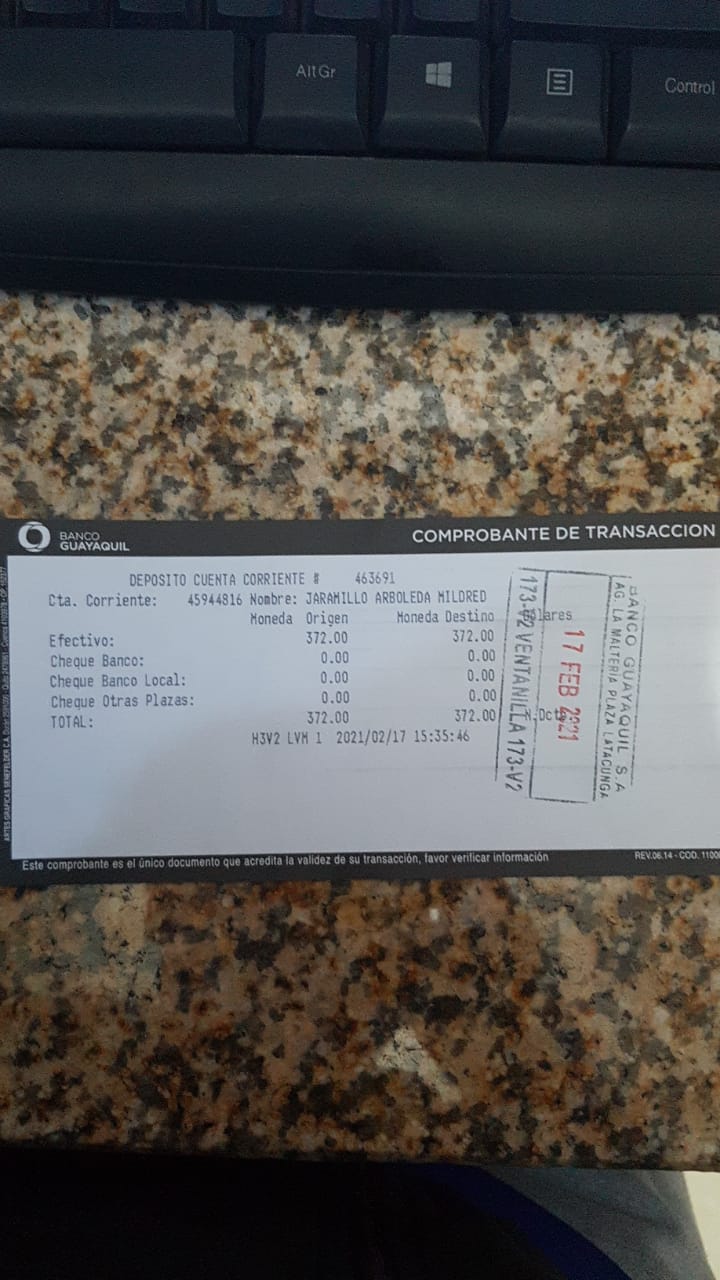 Alt Gr
Control
BANCO
GUAYAQUIL
COMPROBANTE DE TRANSACCION
DEPOSITO CUENTA CORRIENTE # 463691
Cta. Corriente: 45944816 Nombre: JARAMILLO ARBOLEDA MILDRED
Moneda Origen Moneda Destino
Efectivo: 372.00 372.00
Cheque Banco: 0.00 0.00
Cheque Banco Local: 0.00 0.00
Cheque Otras Plazas: 0.00 0.00
TOTAL: 372.00 372.00
H3V2 LVM 1 2021/02/17 15:35:46
173-V2 VENTANILLA 173-V2
17 FEB 2021
BANCO GUAYAQUIL S.A
AG. LA MALTERIA PLAZA LATACUNGA
Este comprobante es el único documento que acredita la validez de su transacción, favor verificar información
REV.06.14 - COD. 1100
ARTES GRAFICAS SENEFELDER C.A.